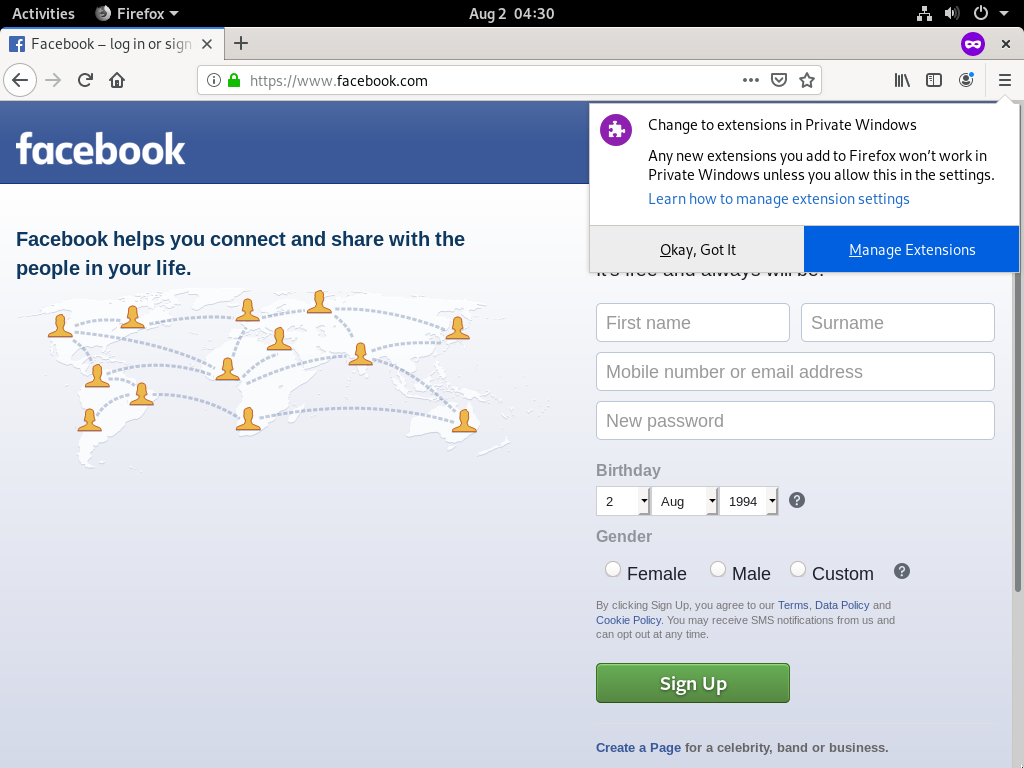 Activities Firefox Aug 2 04:30
Facebook – log in or sign
https://www.facebook.com
Change to extensions in Private Windows
Any new extensions you add to Firefox won’t work in
Private Windows unless you allow this in the settings.
Learn how to manage extension settings
Okay, Got It Manage Extensions
facebook
Facebook helps you connect and share with the
people in your life.
It's free and always will be.
First name Surname
Mobile number or email address
New password
Birthday
2 Aug 1994 ?
Gender
Female Male Custom ?
By clicking Sign Up, you agree to our Terms, Data Policy and
Cookie Policy. You may receive SMS notifications from us and
can opt out at any time.
Sign Up
Create a Page for a celebrity, band or business.